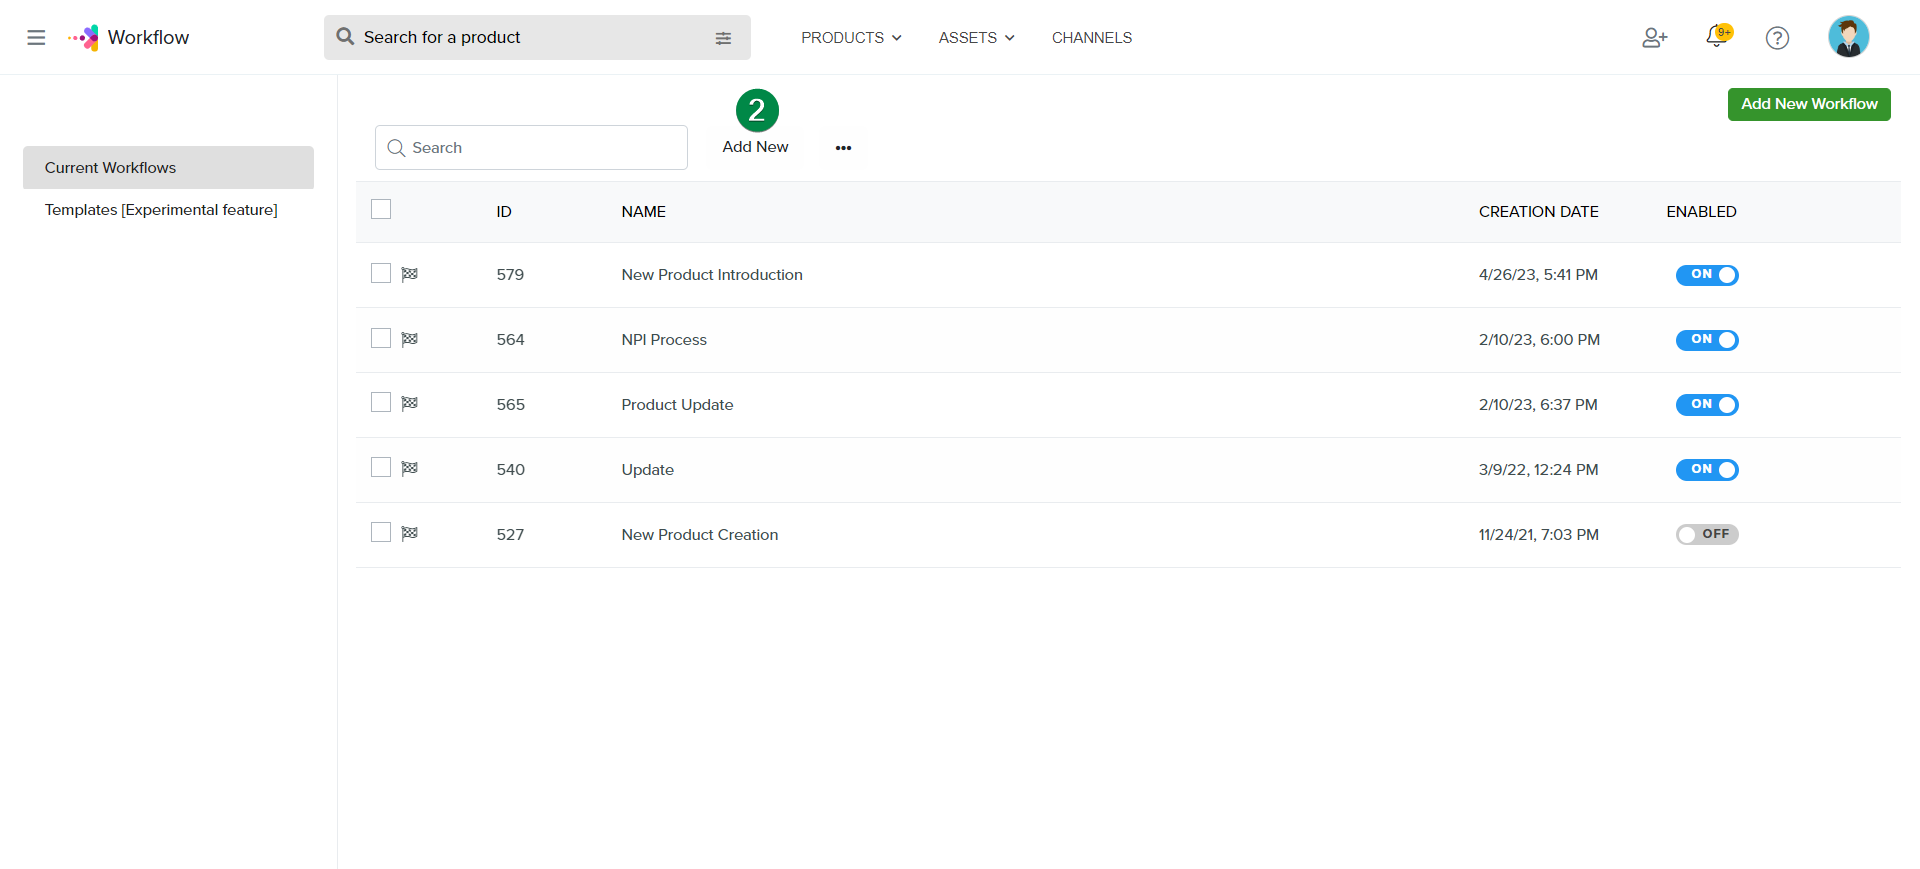 Workflow
Search for a product
PRODUCTS ASSETS CHANNELS
9+
?
Add New Workflow
2
Search
Add New
Current Workflows
Templates [Experimental feature]
ID NAME CREATION DATE ENABLED
579 New Product Introduction 4/26/23, 5:41 PM ON
564 NPI Process 2/10/23, 6:00 PM ON
565 Product Update 2/10/23, 6:37 PM ON
540 Update 3/9/22, 12:24 PM ON
527 New Product Creation 11/24/21, 7:03 PM OFF